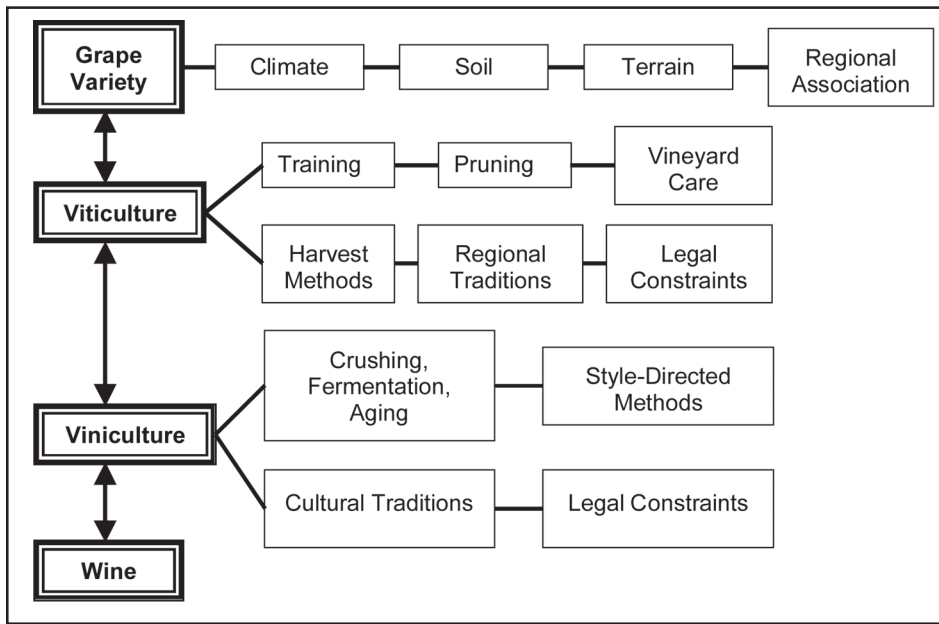 Grape
Variety
Climate
Soil
Terrain
Regional
Association
Viticulture
Training
Pruning
Vineyard
Care
Harvest
Methods
Regional
Traditions
Legal
Constraints
Viniculture
Crushing,
Fermentation,
Aging
Style-Directed
Methods
Cultural Traditions
Legal Constraints
Wine